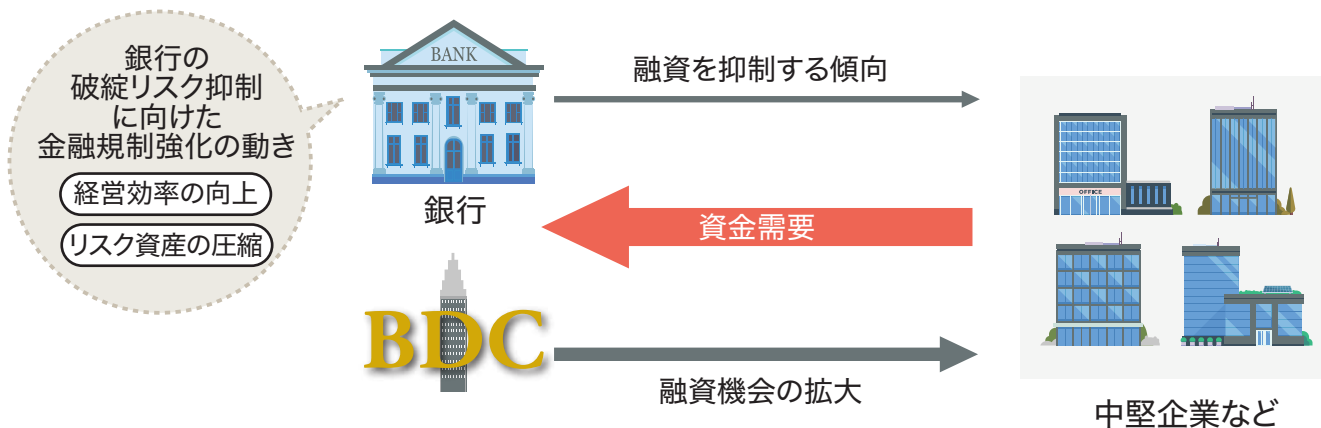 銀行の
破綻リスク抑制
に向けた
金融規制強化の動き
経営効率の向上
リスク資産の圧縮
BANK
銀行
融資を抑制する傾向
資金需要
BDC
融資機会の拡大
OFFICE
中堅企業など